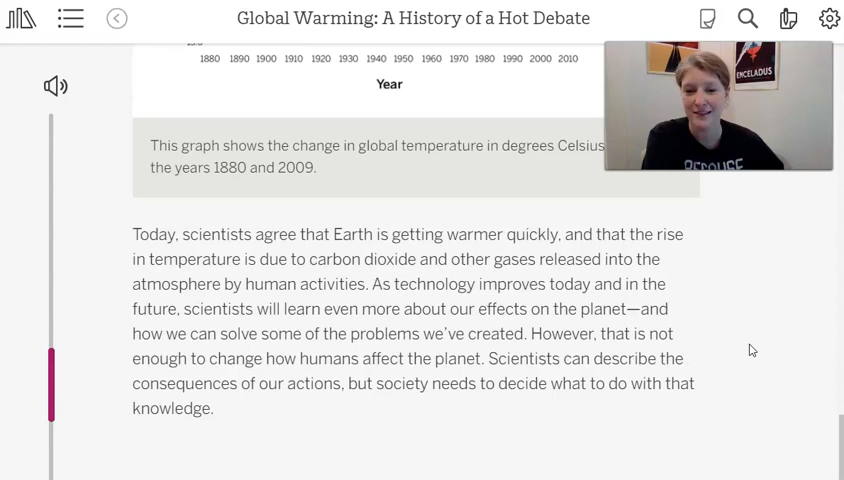 Global Warming: A History of a Hot Debate
1880 1890 1900 1910 1920 1930 1940 1950 1960 1970 1980 1990 2000 2010
Year
ENCELADUS
BECAUSE
This graph shows the change in global temperature in degrees Celsius
the years 1880 and 2009.
Today, scientists agree that Earth is getting warmer quickly, and that the rise
in temperature is due to carbon dioxide and other gases released into the
atmosphere by human activities. As technology improves today and in the
future, scientists will learn even more about our effects on the planet—and
how we can solve some of the problems we've created. However, that is not
enough to change how humans affect the planet. Scientists can describe the
consequences of our actions, but society needs to decide what to do with that
knowledge.